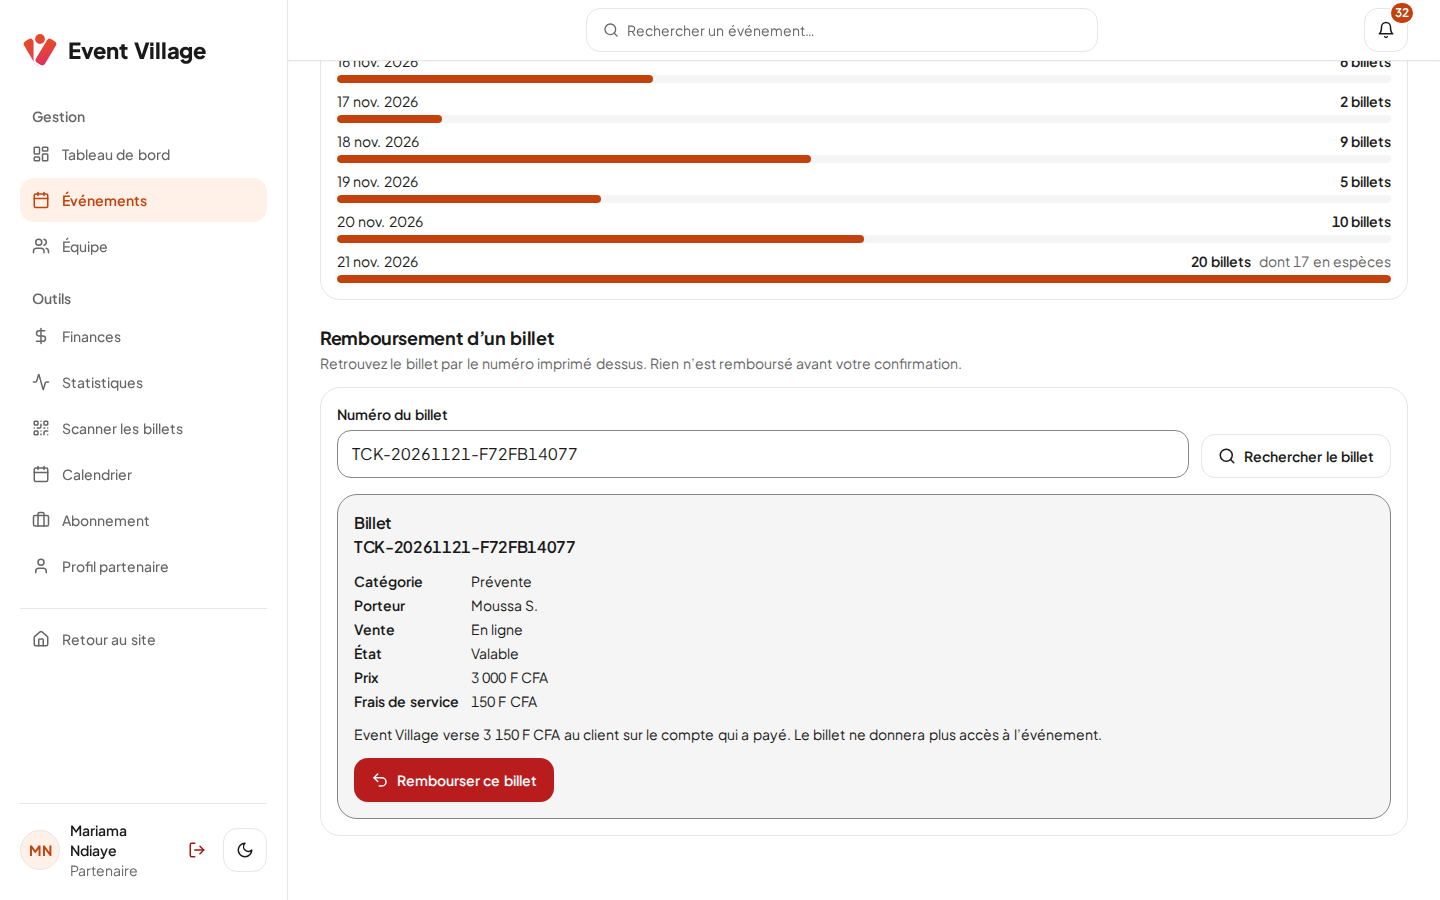 Event Village
Rechercher un événement...
32
Gestion
Tableau de bord
Événements
Équipe
Outils
Finances
Statistiques
Scanner les billets
Calendrier
Abonnement
Profil partenaire
Retour au site
MN
Mariama
Ndiaye
Partenaire
16 nov. 2026 6 billets
17 nov. 2026 2 billets
18 nov. 2026 9 billets
19 nov. 2026 5 billets
20 nov. 2026 10 billets
21 nov. 2026 20 billets dont 17 en espèces
Remboursement d’un billet
Retrouvez le billet par le numéro imprimé dessus. Rien n’est remboursé avant votre confirmation.
Numéro du billet
TCK-20261121-F72FB14077
Rechercher le billet
Billet
TCK-20261121-F72FB14077
Catégorie Prévente
Porteur Moussa S.
Vente En ligne
État Valable
Prix 3 000 F CFA
Frais de service 150 F CFA
Event Village verse 3 150 F CFA au client sur le compte qui a payé. Le billet ne donnera plus accès à l’événement.
Rembourser ce billet